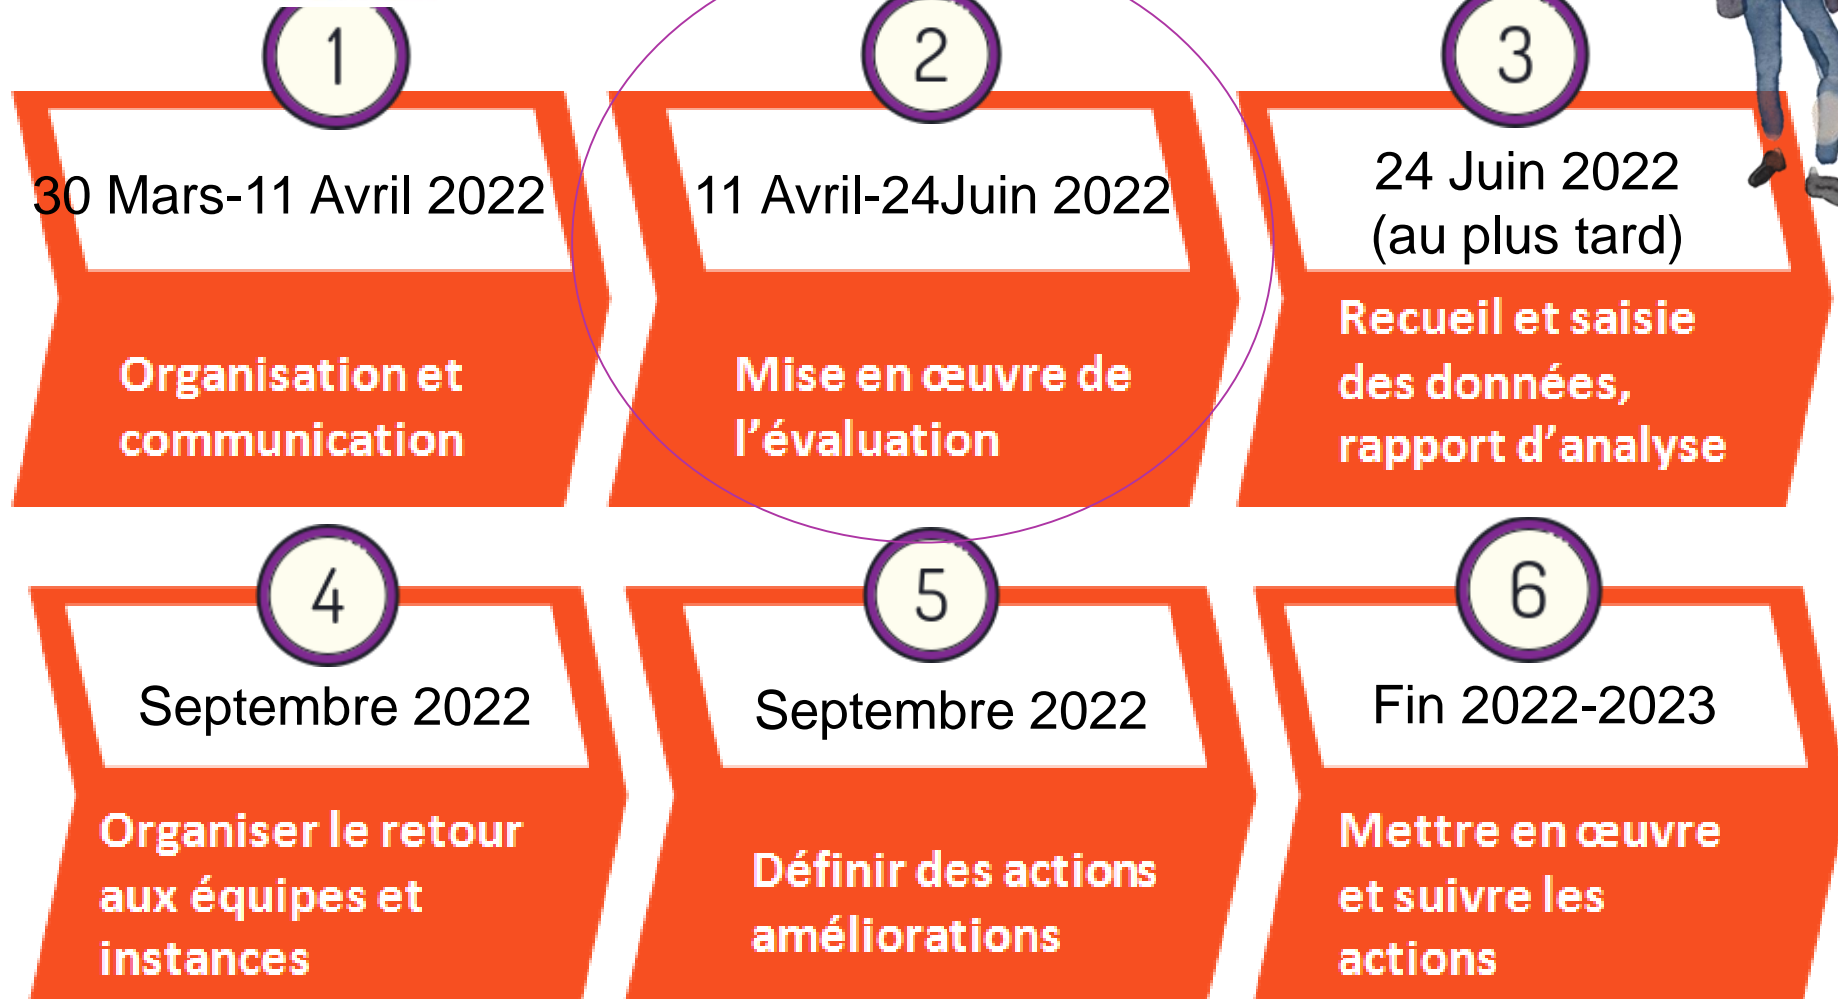 1
30 Mars-11 Avril 2022
Organisation et
communication
2
11 Avril-24Juin 2022
Mise en œuvre de
l’évaluation
3
24 Juin 2022
(au plus tard)
Recueil et saisie
des données,
rapport d’analyse
4
Septembre 2022
Organiser le retour
aux équipes et
instances
5
Septembre 2022
Définir des actions
améliorations
6
Fin 2022-2023
Mettre en œuvre
et suivre les
actions